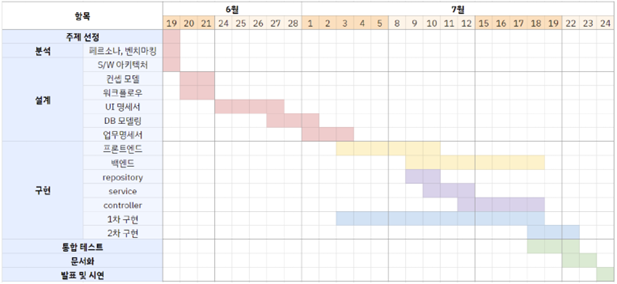 항목 6월 7월
19 20 21 24 25 26 27 28 1 2 3 4 5 8 9 10 11 12 15 16 17 18 19 22 23 24
주제 선정
분석 페르소나, 벤치마킹
S/W 아키텍처
설계 컨셉 모델
워크플로우
UI 명세서
DB 모델링
업무명세서
구현 프론트엔드
백엔드
repository
service
controller
1차 구현
2차 구현
통합 테스트
문서화
발표 및 시연